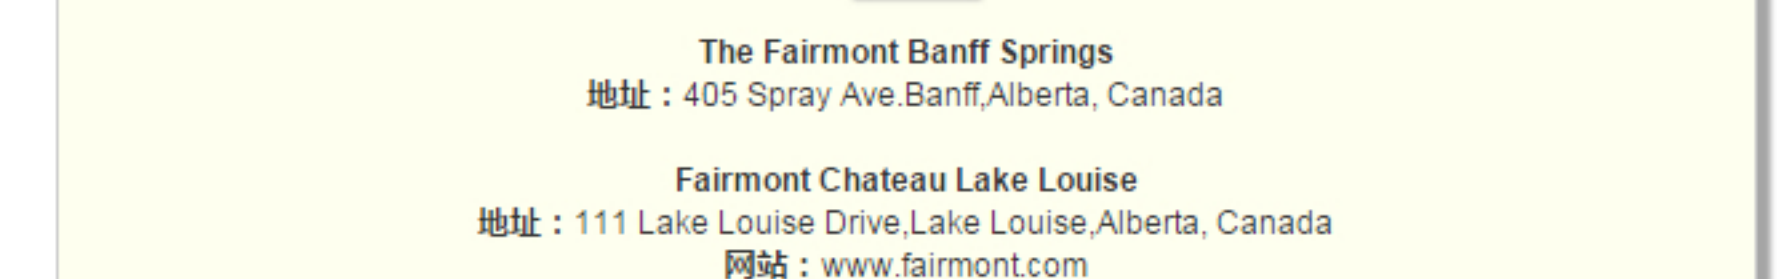 The Fairmont Banff Springs
地址：405 Spray Ave.Banff,Alberta, Canada
Fairmont Chateau Lake Louise
地址：111 Lake Louise Drive,Lake Louise,Alberta, Canada
网站：www.fairmont.com